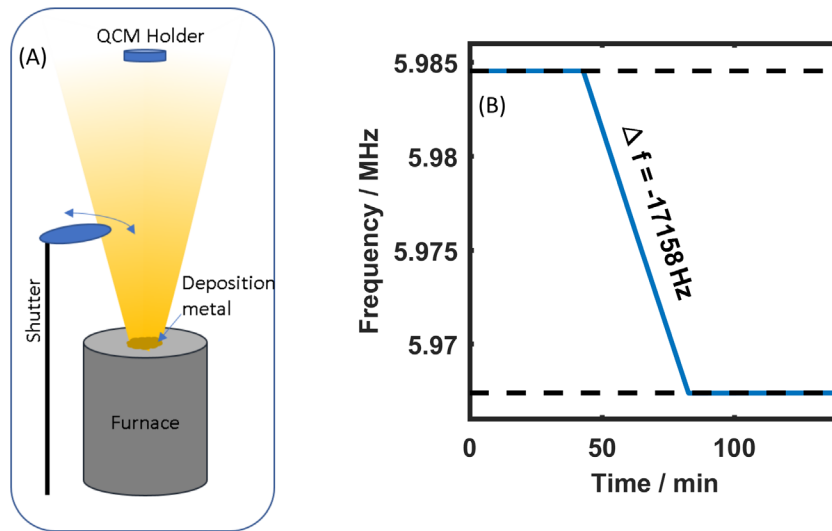 (A)
QCM Holder
Deposition
metal
Shutter
Furnace
(B)
Frequency / MHz
5.985
5.98
5.975
5.97
Δ f = -17158Hz
0
50
100
Time / min